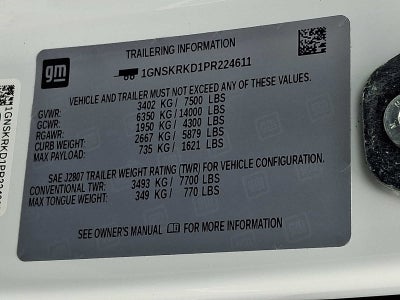 TRAILERING INFORMATION
gm
1GNSKRKD1PR224611
VEHICLE AND TRAILER MUST NOT EXCEED ANY OF THESE VALUES.
GVWR: 3402 KG / 7500 LBS
GCWR: 6350 KG / 14000 LBS
RGAWR: 1950 KG / 4300 LBS
CURB WEIGHT: 2667 KG / 5879 LBS
MAX PAYLOAD: 735 KG / 1621 LBS
SAE J2807 TRAILER WEIGHT RATING (TWR) FOR VEHICLE CONFIGURATION.
CONVENTIONAL TWR: 3493 KG / 7700 LBS
MAX TONGUE WEIGHT: 349 KG / 770 LBS
SEE OWNER'S MANUAL FOR MORE INFORMATION